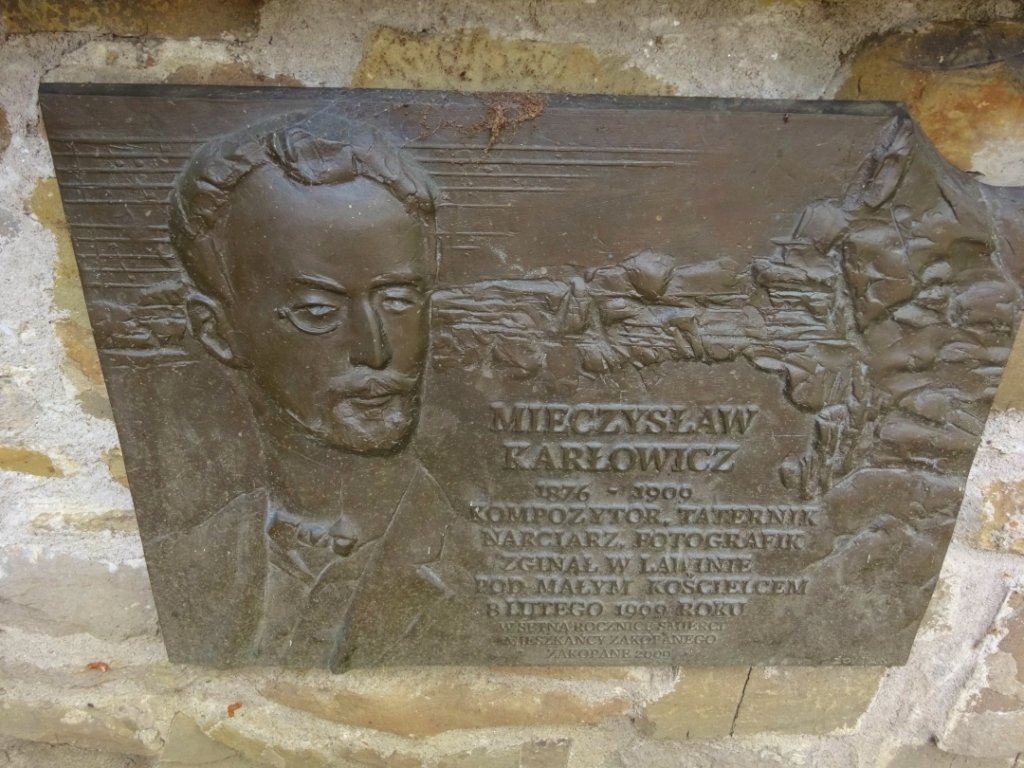 MIECZYSŁAW
KARŁOWICZ
1876 - 1909
KOMPOZYTOR, TATERNIK
NARCIARZ, FOTOGRAFIK
ZGINĄŁ W LAWINIE
POD MAŁYM KOŚCIELCEM
8 LUTEGO 1909 ROKU
W SETNĄ ROCZNICĘ ŚMIERCI
MIESZKAŃCY ZAKOPANEGO
ZAKOPANE 2009